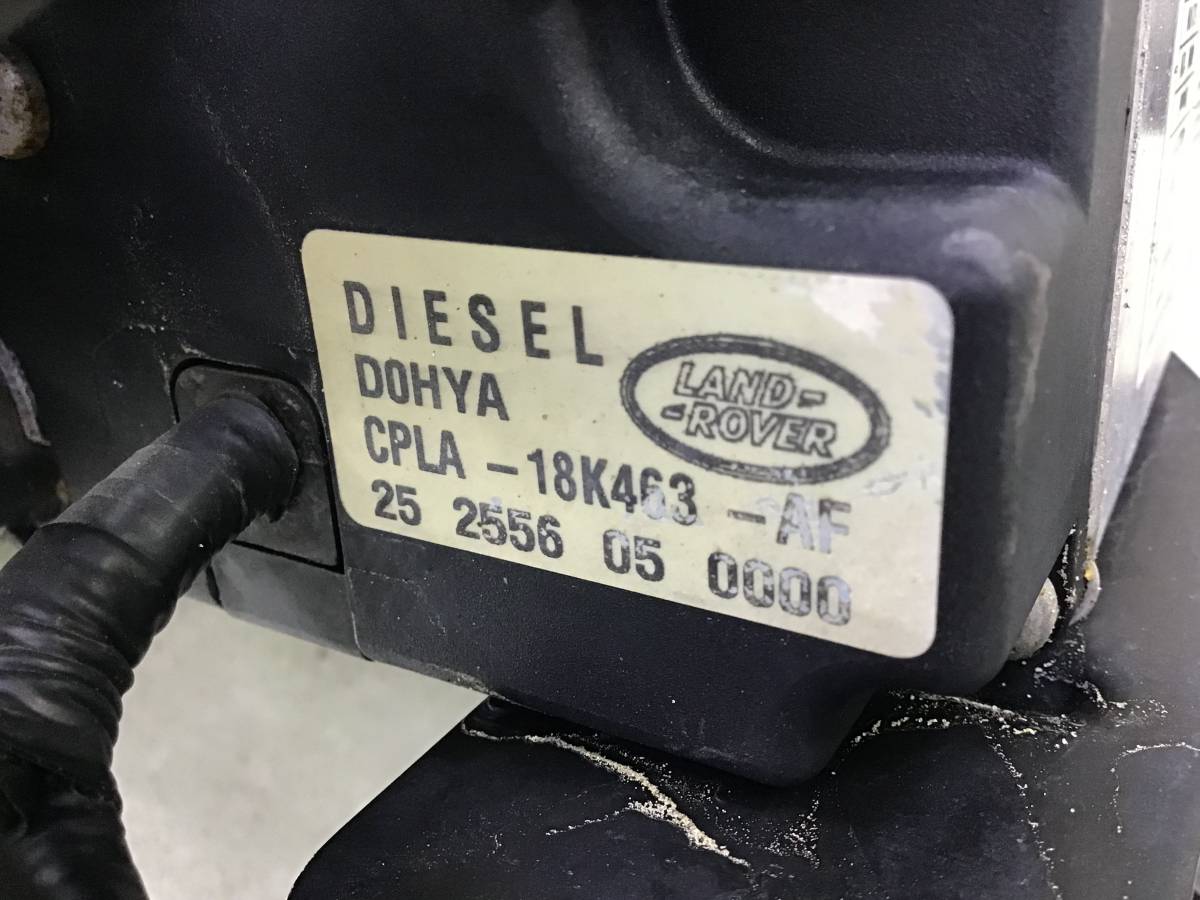 DIESEL
DOHYA
LAND-
-ROVER
CPLA -18K463 -AF
25 2556 05 0000